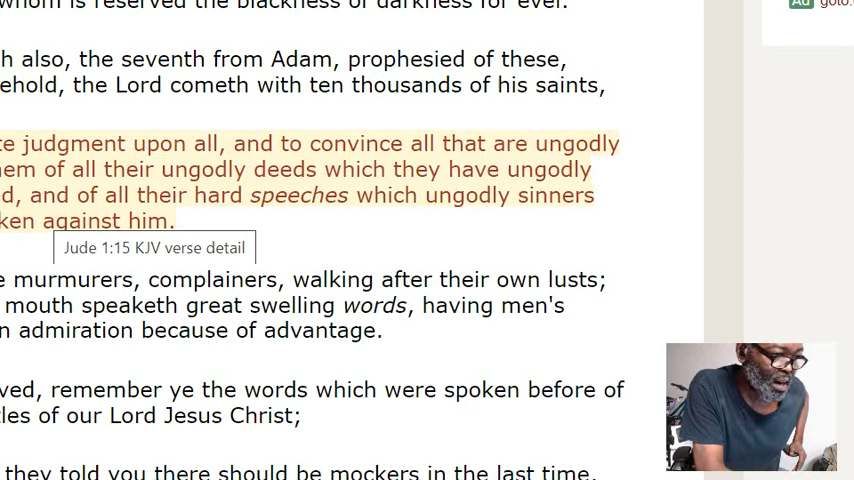 whom is reserved the blackness of darkness for ever.
h also, the seventh from Adam, prophesied of these,
ehold, the Lord cometh with ten thousands of his saints,
te judgment upon all, and to convince all that are ungodly
hem of all their ungodly deeds which they have ungodly
ed, and of all their hard speeches which ungodly sinners
ken against him.
Jude 1:15 KJV verse detail
e murmurers, complainers, walking after their own lusts;
mouth speaketh great swelling words, having men's
n admiration because of advantage.
ved, remember ye the words which were spoken before of
tles of our Lord Jesus Christ;
they told you there should be mockers in the last time,
Ad